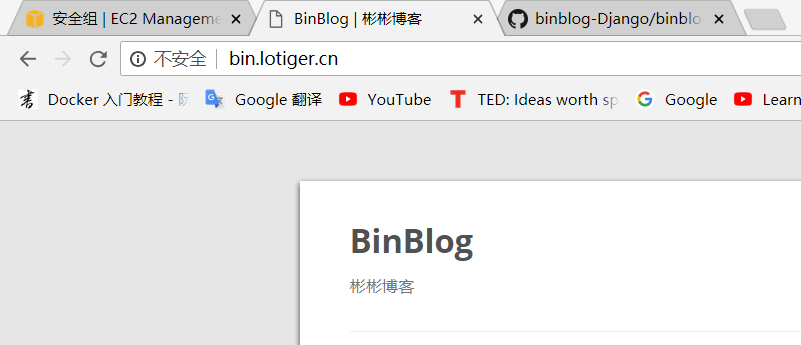 安全组 | EC2 Manageme
BinBlog | 彬彬博客
binblog-Django/binblo
不安全
bin.lotiger.cn
Docker 入门教程 - 阮
Google 翻译
YouTube
TED: Ideas worth sp
Google
Learn
BinBlog
彬彬博客